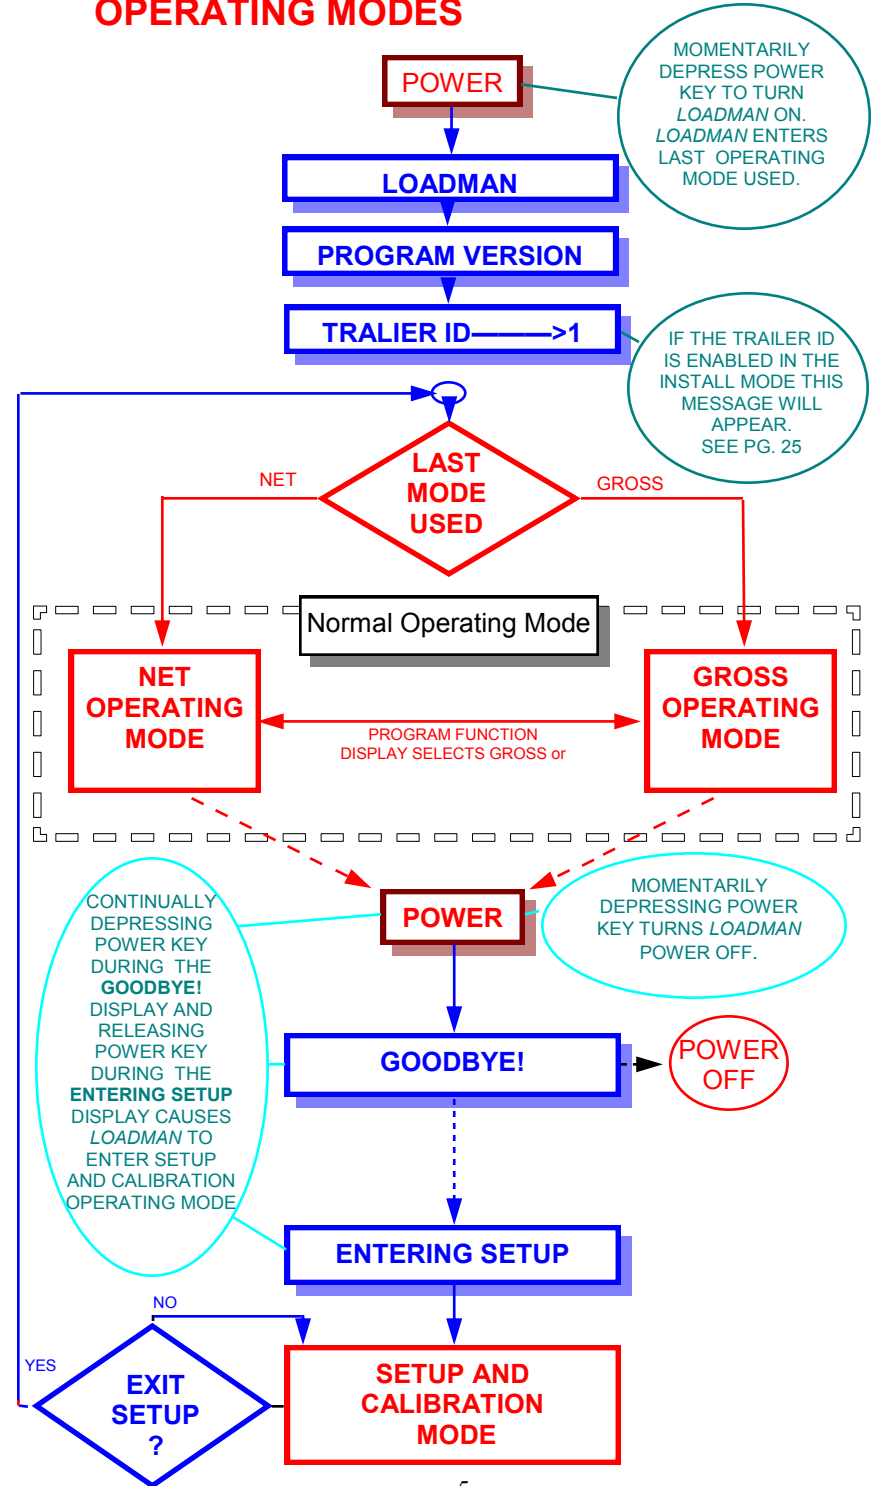 OPERATING MODES
POWER
MOMENTARILY
DEPRESS POWER
KEY TO TURN
LOADMAN ON.
LOADMAN ENTERS
LAST OPERATING
MODE USED.
LOADMAN
PROGRAM VERSION
TRALIER ID———>1
IF THE TRAILER ID
IS ENABLED IN THE
INSTALL MODE THIS
MESSAGE WILL
APPEAR.
SEE PG. 25
LAST
MODE
USED
NET
GROSS
Normal Operating Mode
NET
OPERATING
MODE
PROGRAM FUNCTION
DISPLAY SELECTS GROSS or
GROSS
OPERATING
MODE
CONTINUALLY
DEPRESSING
POWER KEY
DURING THE
GOODBYE!
DISPLAY AND
RELEASING
POWER KEY
DURING THE
ENTERING SETUP
DISPLAY CAUSES
LOADMAN TO
ENTER SETUP
AND CALIBRATION
OPERATING MODE
POWER
MOMENTARILY
DEPRESSING POWER
KEY TURNS LOADMAN
POWER OFF.
GOODBYE!
POWER
OFF
ENTERING SETUP
NO
YES
EXIT
SETUP
?
SETUP AND
CALIBRATION
MODE